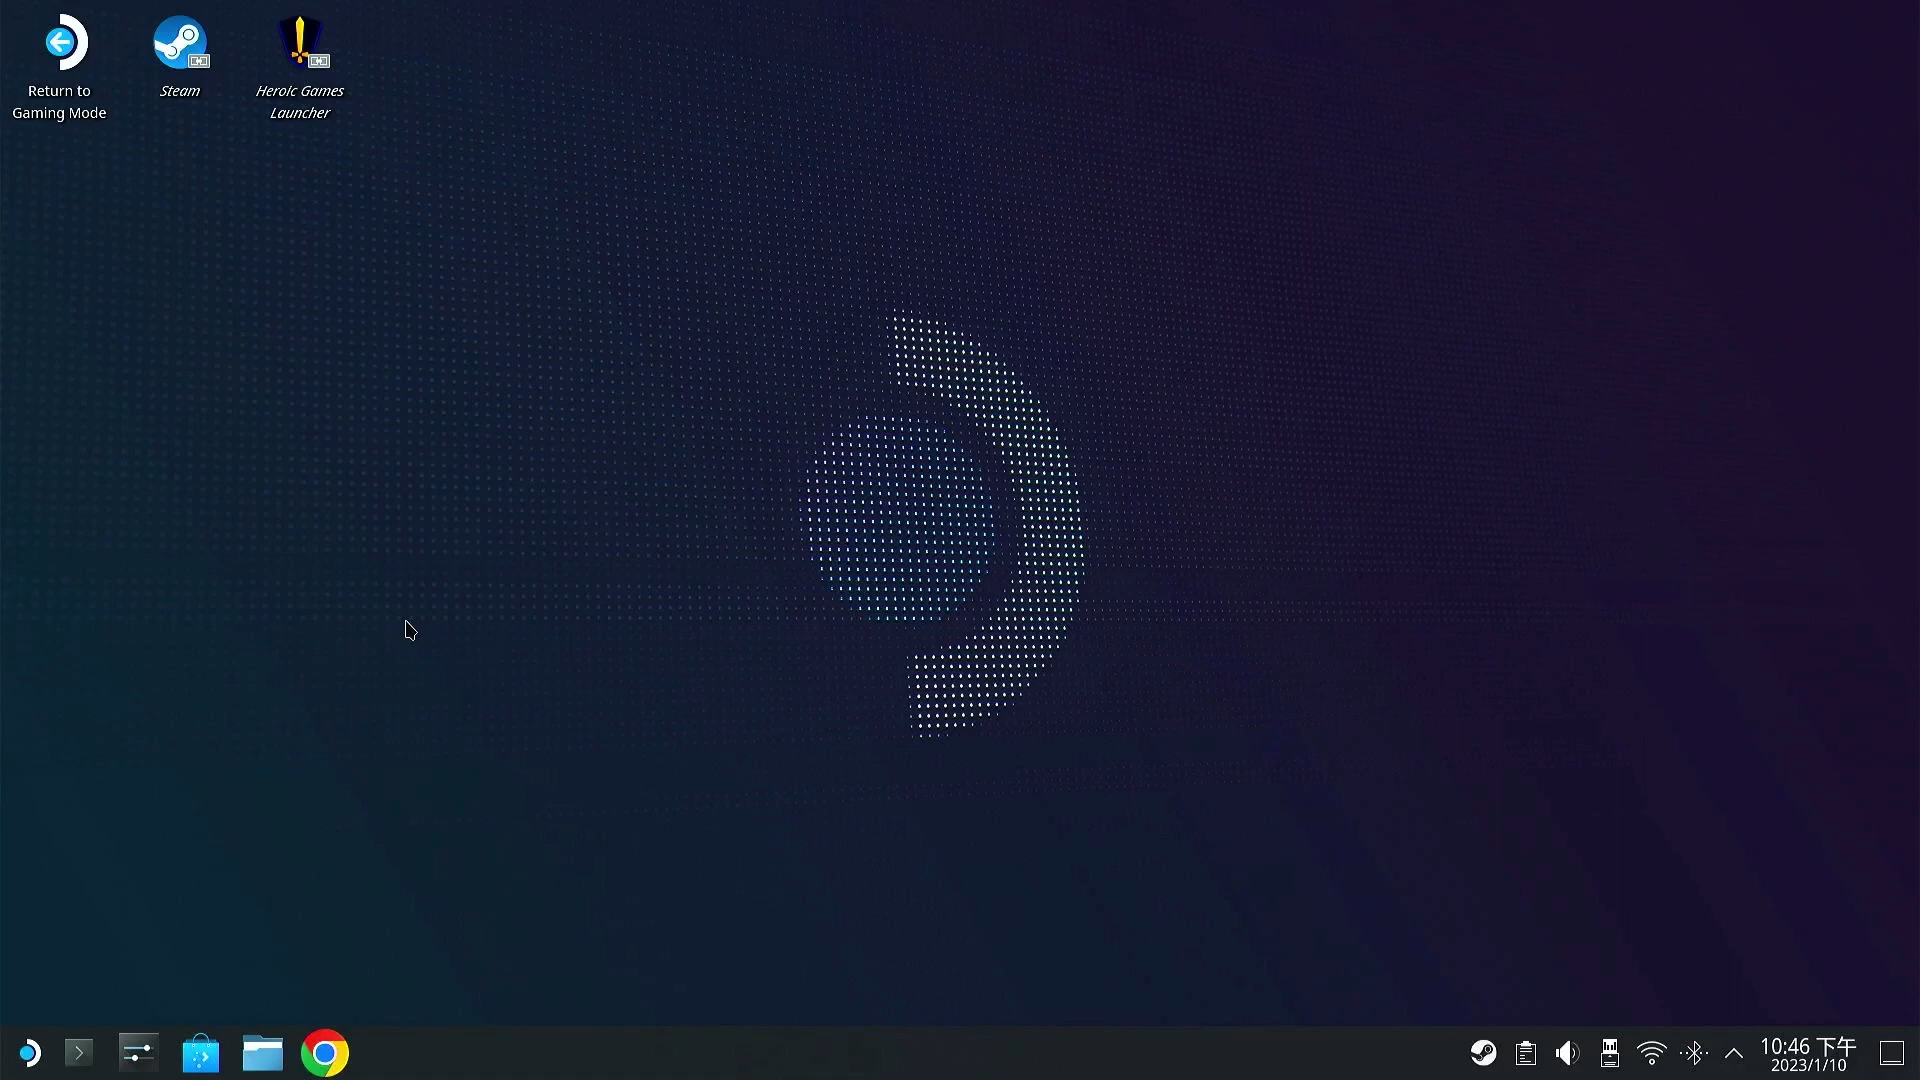 Return to
Gaming Mode
Steam
Heroic Games
Launcher
10:46 下午
2023/1/10